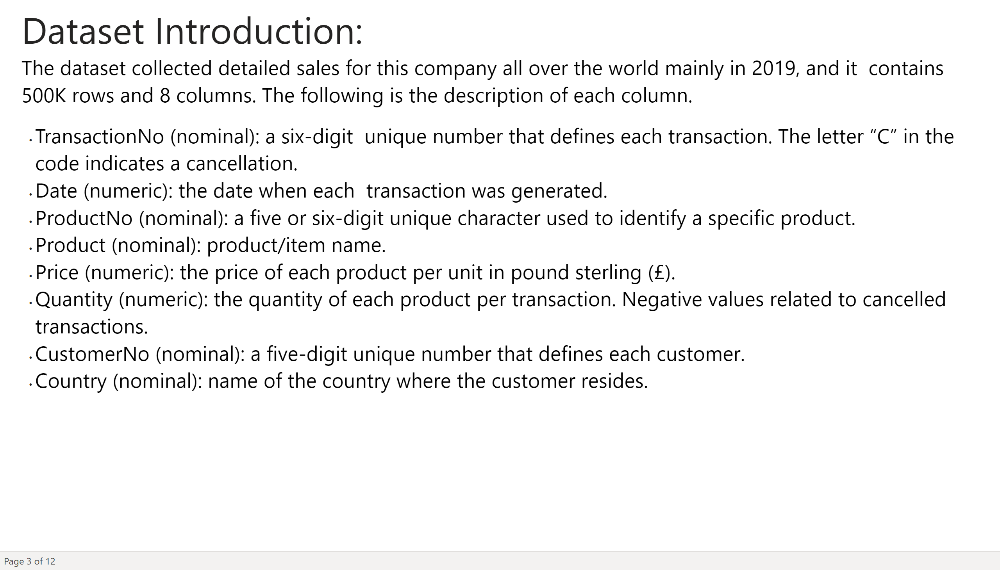 Dataset Introduction:
The dataset collected detailed sales for this company all over the world mainly in 2019, and it  contains
500K rows and 8 columns. The following is the description of each column.
• TransactionNo (nominal): a six-digit  unique number that defines each transaction. The letter “C” in the
code indicates a cancellation.
• Date (numeric): the date when each  transaction was generated.
• ProductNo (nominal): a five or six-digit unique character used to identify a specific product.
• Product (nominal): product/item name.
• Price (numeric): the price of each product per unit in pound sterling (£).
• Quantity (numeric): the quantity of each product per transaction. Negative values related to cancelled
transactions.
• CustomerNo (nominal): a five-digit unique number that defines each customer.
• Country (nominal): name of the country where the customer resides.
Page 3 of 12